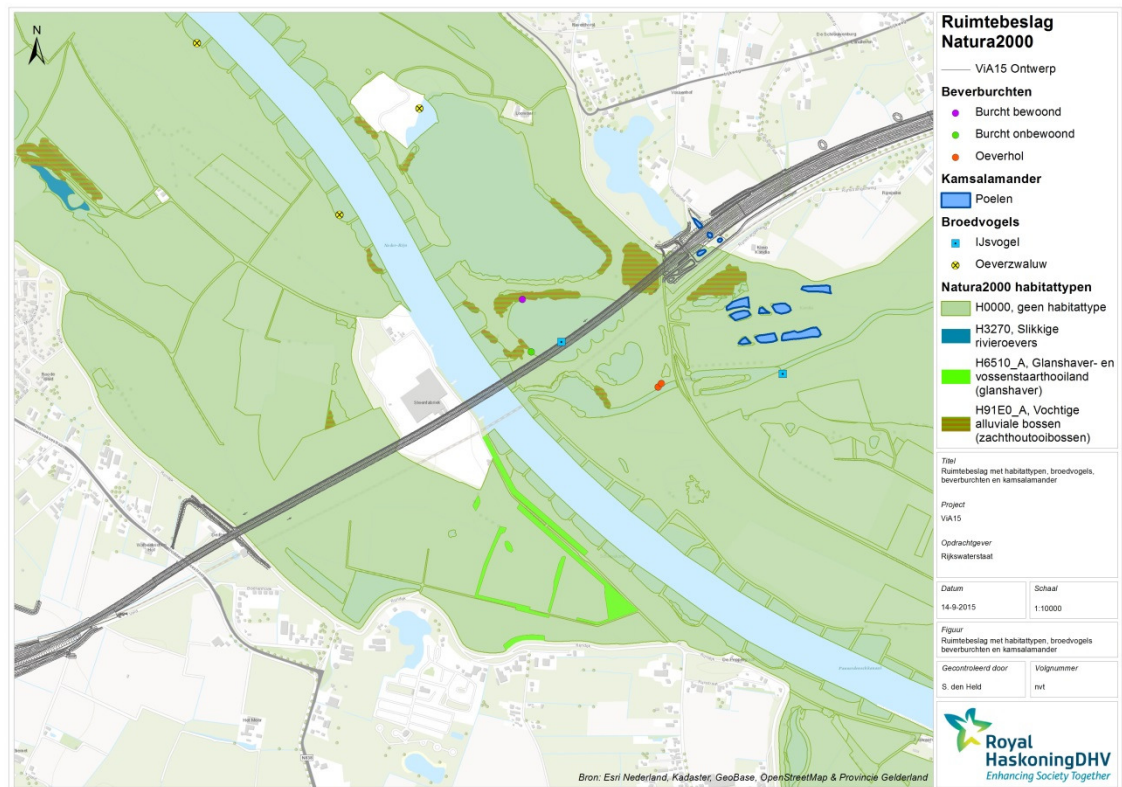 N
Ruimtebeslag
Natura2000
ViA15 Ontwerp
Beverburchten
Burcht bewoond
Burcht onbewoond
Oeverhol
Kamsalamander
Poelen
Broedvogels
IJsvogel
Oeverzwaluw
Natura2000 habitattypen
H0000, geen habitattype
H3270, Slikkige
rivieroevers
H6510_A, Glanshaver- en
vossenstaarthooiland
(glanshaver)
H91E0_A, Vochtige
alluviale bossen
(zachthoutooibossen)
Titel
Ruimtebeslag met habitattypen, broedvogels,
beverburchten en kamsalamander
Project
ViA15
Opdrachtgever
Rijkswaterstaat
Datum
14-9-2015
Schaal
1:10000
Figuur
Ruimtebeslag met habitattypen, broedvogels
beverburchten en kamsalamander
Gecontroleerd door
S. den Held
Volgnummer
nvt
Royal
HaskoningDHV
Enhancing Society Together
Bron: Esri Nederland, Kadaster, GeoBase, OpenStreetMap & Provincie Gelderland